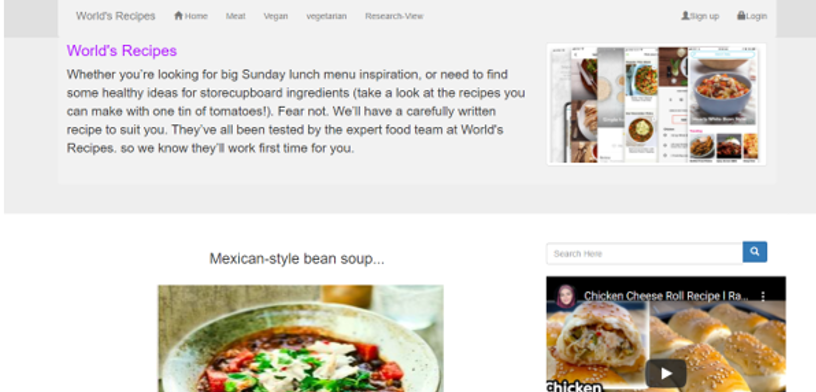 World's Recipes Home Meat Vegan vegetarian Research-View Sign up Login
World's Recipes
Whether you're looking for big Sunday lunch menu inspiration, or need to find
some healthy ideas for storecupboard ingredients (take a look at the recipes you
can make with one tin of tomatoes!). Fear not. We'll have a carefully written
recipe to suit you. They've all been tested by the expert food team at World's
Recipes. so we know they'll work first time for you.
Mexican-style bean soup...
Search Here
Chicken Cheese Roll Recipe l Ra...
chicken